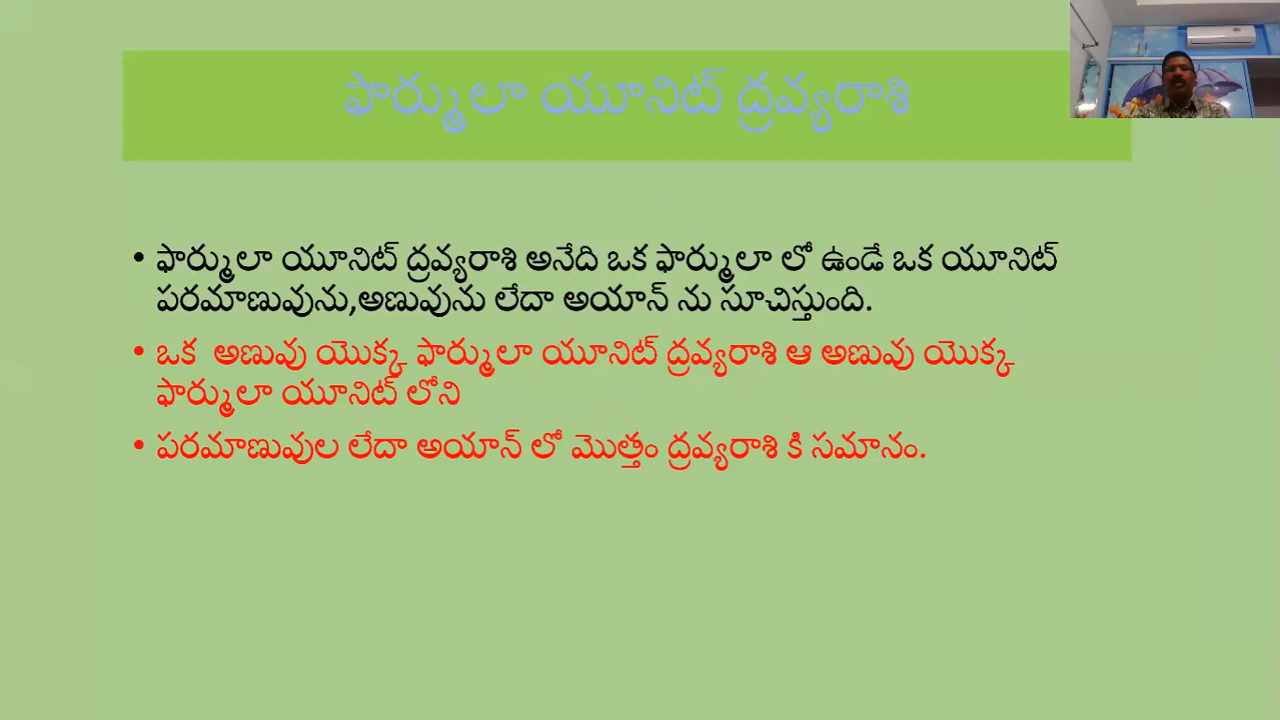 ఫార్ములా యూనిట్ ద్రవ్యరాశి
• ఫార్ములా యూనిట్ ద్రవ్యరాశి అనేది ఒక ఫార్ములా లో ఉండే ఒక యూనిట్
పరమాణువును,అణువును లేదా అయాన్ ను సూచిస్తుంది.
• ఒక అణువు యొక్క ఫార్ములా యూనిట్ ద్రవ్యరాశి ఆ అణువు యొక్క
ఫార్ములా యూనిట్ లోని
• పరమాణువుల లేదా అయాన్ లో మొత్తం ద్రవ్యరాశి కి సమానం.